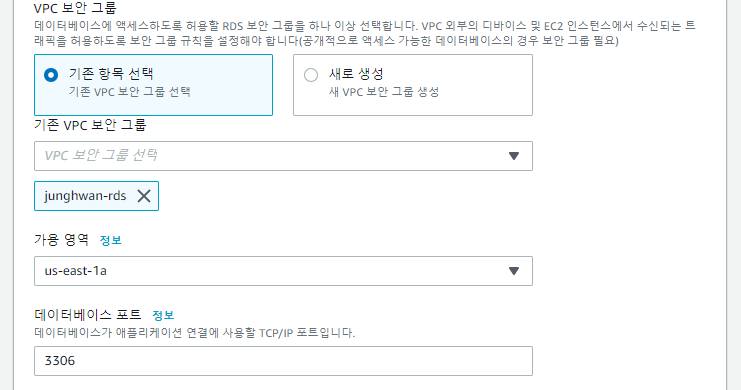 VPC 보안 그룹
데이터베이스에 액세스하도록 허용할 RDS 보안 그룹을 하나 이상 선택합니다. VPC 외부의 디바이스 및 EC2 인스턴스에서 수신되는 트
래픽을 허용하도록 보안 그룹 규칙을 설정해야 합니다(공개적으로 액세스 가능한 데이터베이스의 경우 보안 그룹 필요)
기존 항목 선택
기존 VPC 보안 그룹 선택
새로 생성
새 VPC 보안 그룹 생성
기존 VPC 보안 그룹
VPC 보안 그룹 선택
junghwan-rds
가용 영역 정보
us-east-1a
데이터베이스 포트 정보
데이터베이스가 애플리케이션 연결에 사용할 TCP/IP 포트입니다.
3306